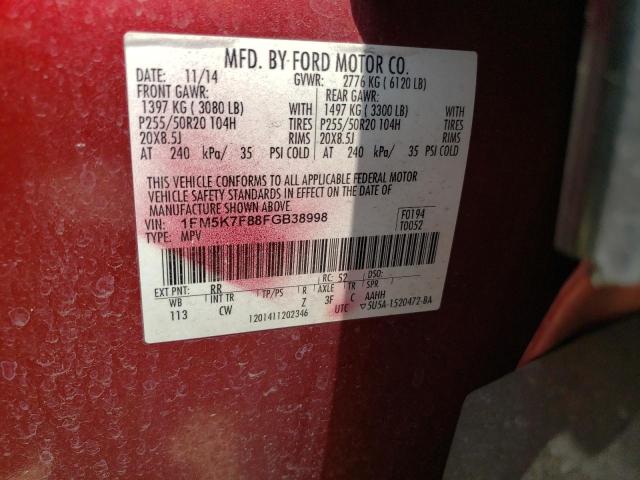 MFD. BY FORD MOTOR CO.
DATE: 11/14 GVWR: 2776 KG ( 6120 LB)
FRONT GAWR: REAR GAWR:
1397 KG ( 3080 LB) WITH 1497 KG ( 3300 LB) WITH
P255/50R20 104H TIRES P255/50R20 104H TIRES
20X8.5J RIMS 20X8.5J RIMS
AT 240 kPa/ 35 PSI COLD AT 240 kPa/ 35 PSI COLD
THIS VEHICLE CONFORMS TO ALL APPLICABLE FEDERAL MOTOR
VEHICLE SAFETY STANDARDS IN EFFECT ON THE DATE OF
MANUFACTURE SHOWN ABOVE.
VIN: 1FM5K7F88FGB38998 F0194
TYPE: MPV T0052
RC: 52 DSO:
EXT PNT: RR
WB INT TR TP/PS R AXLE TR SPR
113 CW Z 3F C AAHH
1201411202346 UTC ▽5U5A-1520472-BA